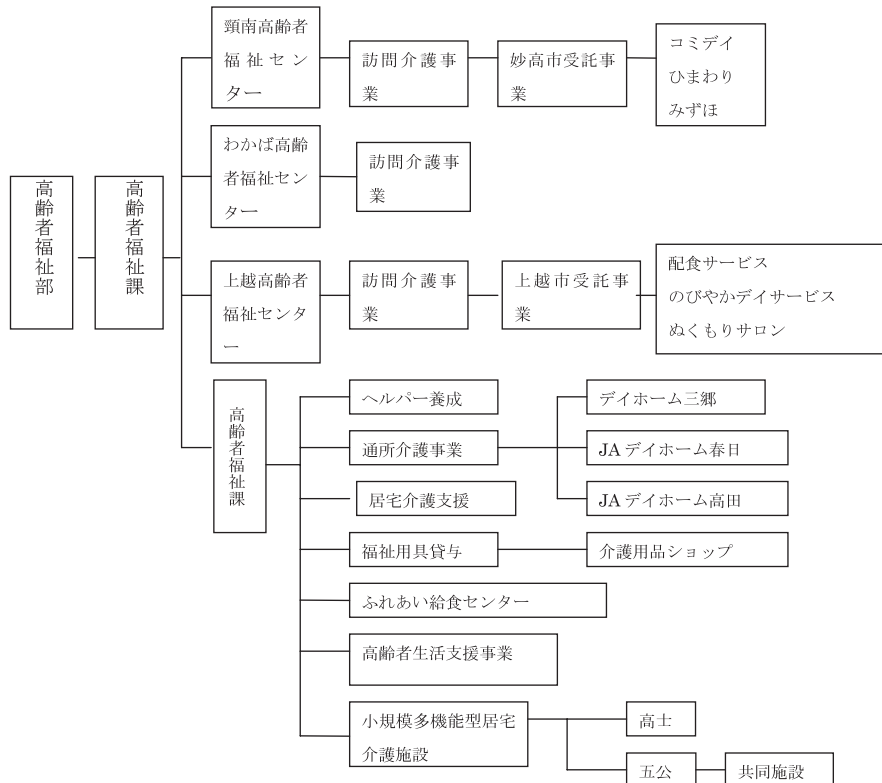 高齢者福祉部
高齢者福祉課
頸南高齢者
福祉セン
ター
訪問介護事
業
妙高市受託事
業
コミデイ
ひまわり
みずほ
わかば高齢
者福祉セン
ター
訪問介護事
業
上越高齢者
福祉センタ
ー
訪問介護事
業
上越市受託事
業
配食サービス
のびやかデイサービス
ぬくもりサロン
高齢者福祉課
ヘルパー養成
通所介護事業
デイホーム三郷
JAデイホーム春日
JAデイホーム高田
居宅介護支援
福祉用具貸与
介護用品ショップ
ふれあい給食センター
高齢者生活支援事業
小規模多機能型居宅
介護施設
高士
五公
共同施設